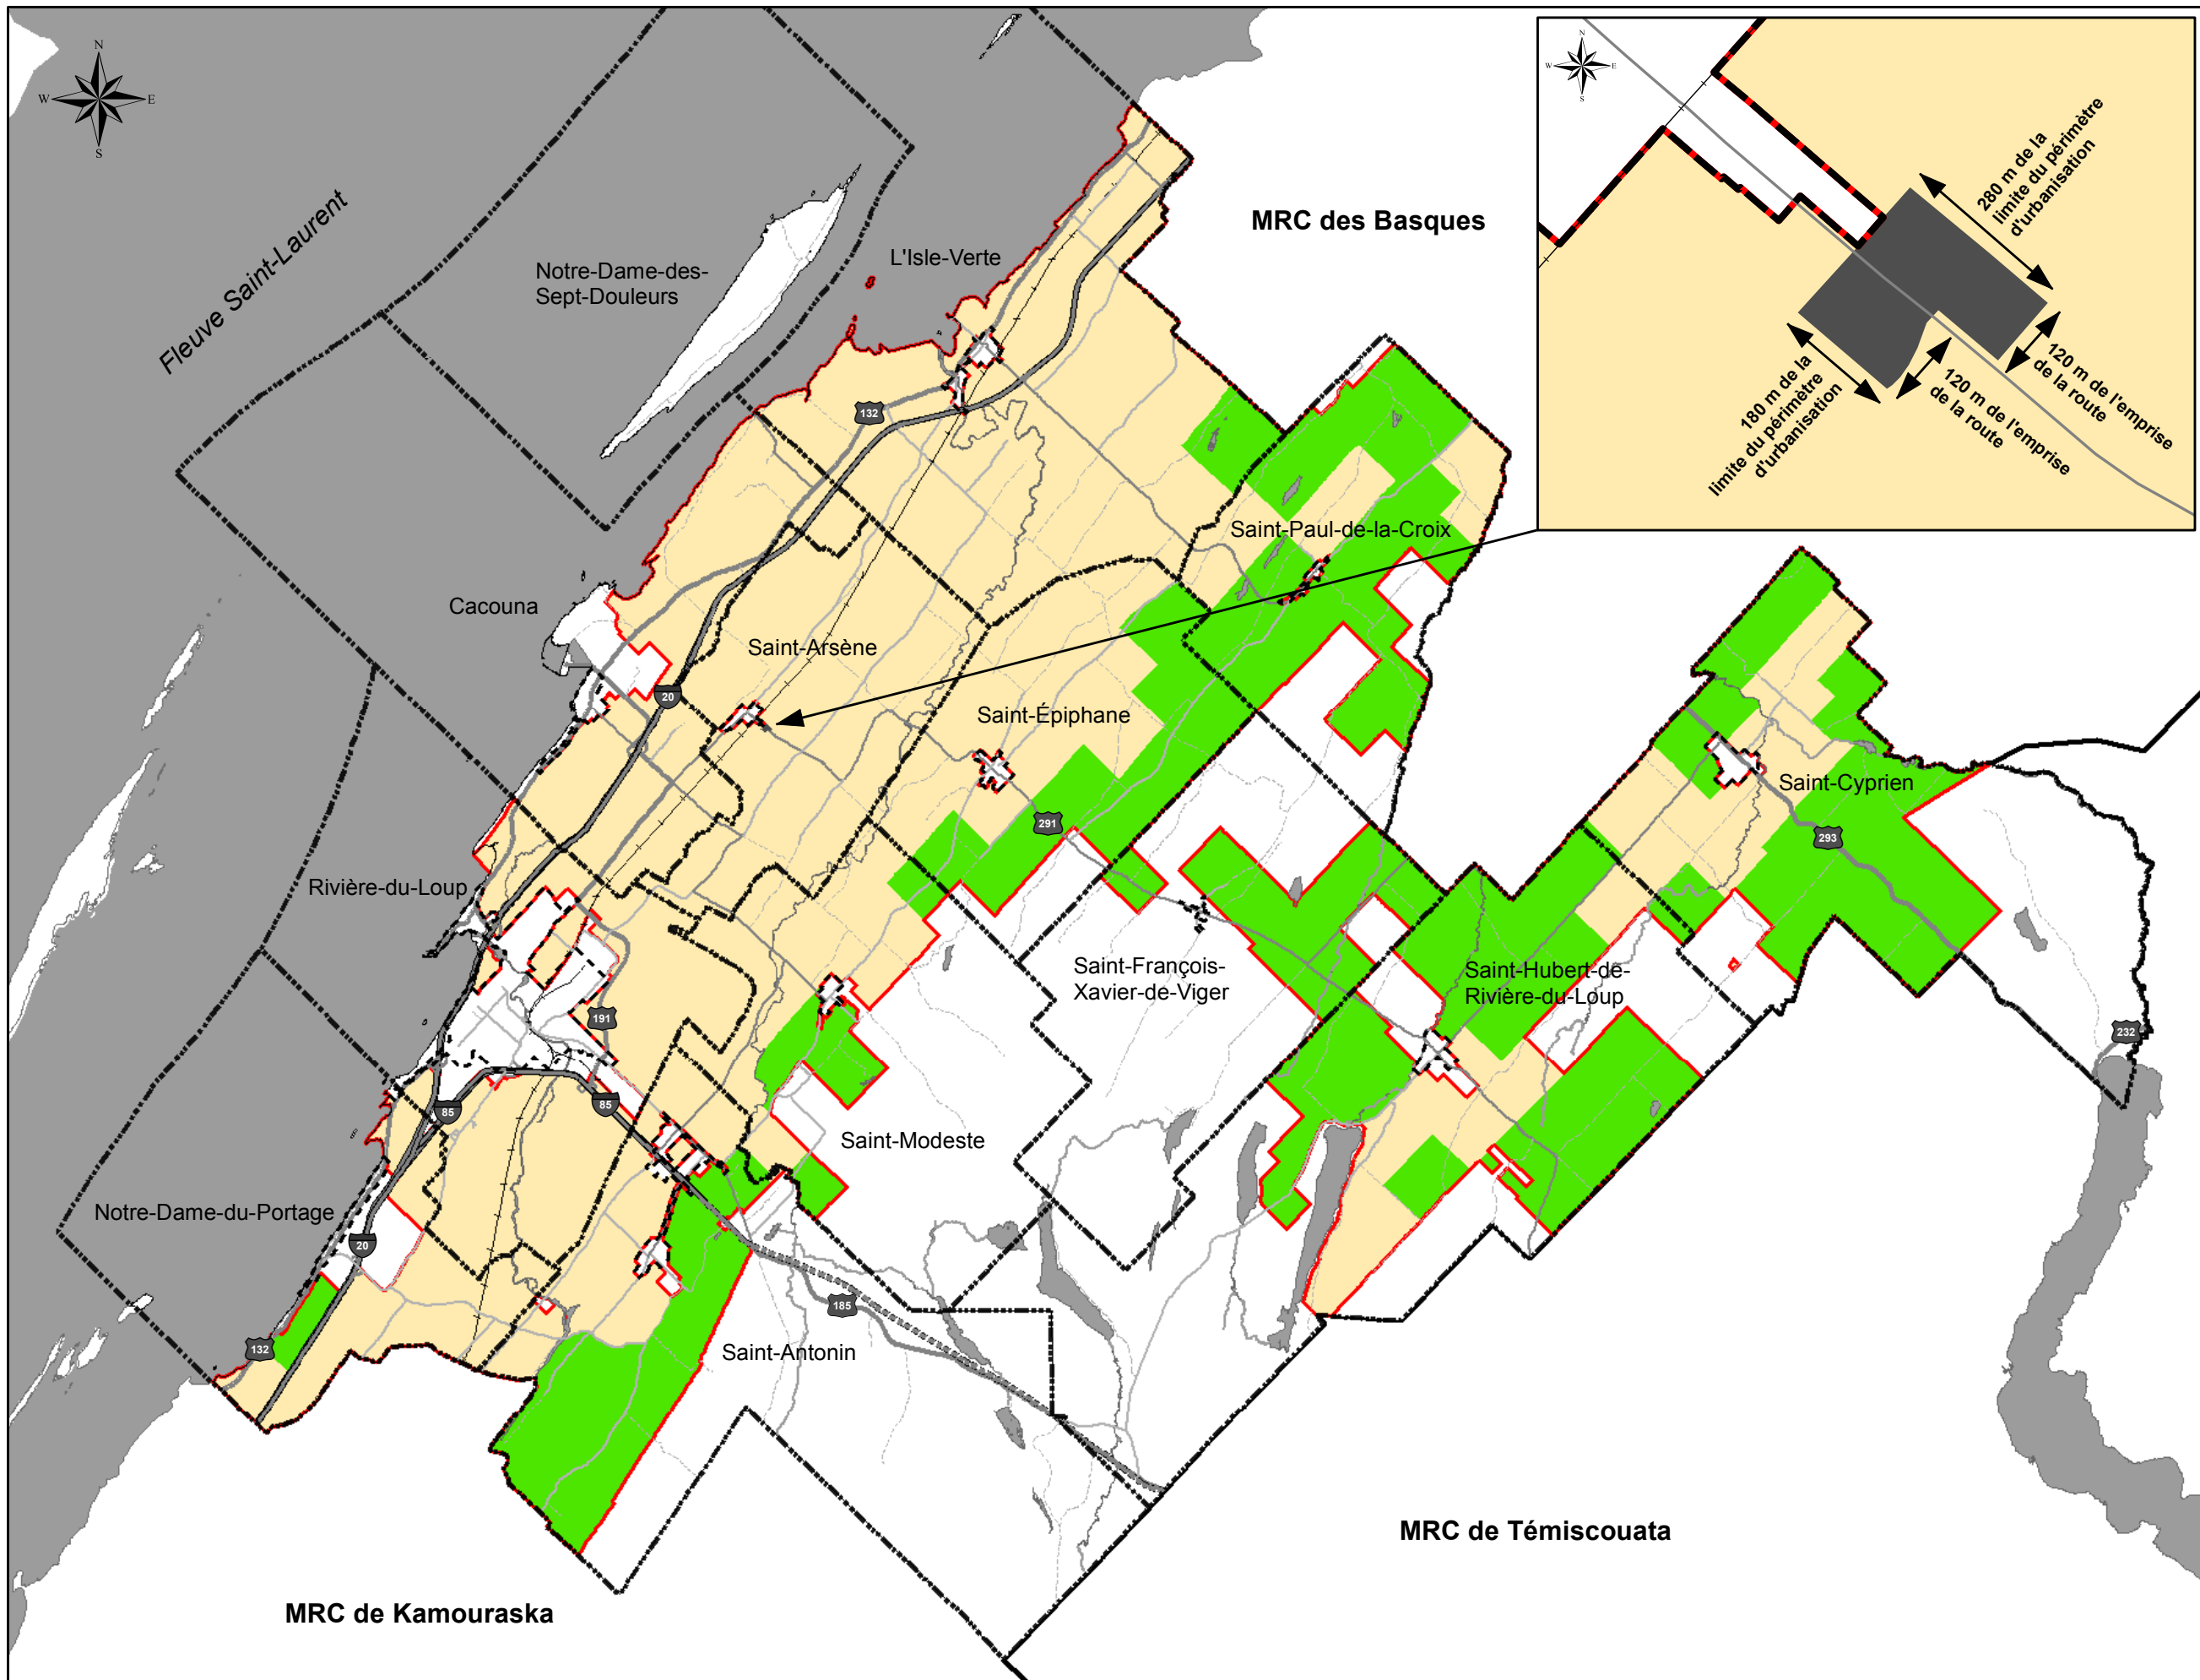 N
W
E
S
N
W
E
S
280 m de la
limite du périmètre
d'urbanisation
120 m de l'emprise
de la route
120 m de l'emprise
de la route
180 m de la
limite du périmètre
d'urbanisation
MRC des Basques
Fleuve Saint-Laurent
Notre-Dame-des-
Sept-Douleurs
L'Isle-Verte
132
Saint-Paul-de-la-Croix
Cacouna
Saint-Arsène
20
Saint-Épiphane
Saint-Cyprien
291
293
Rivière-du-Loup
Saint-François-
Xavier-de-Viger
Saint-Hubert-de-
Rivière-du-Loup
191
232
85
85
Saint-Modeste
Notre-Dame-du-Portage
20
185
132
Saint-Antonin
MRC de Témiscouata
MRC de Kamouraska